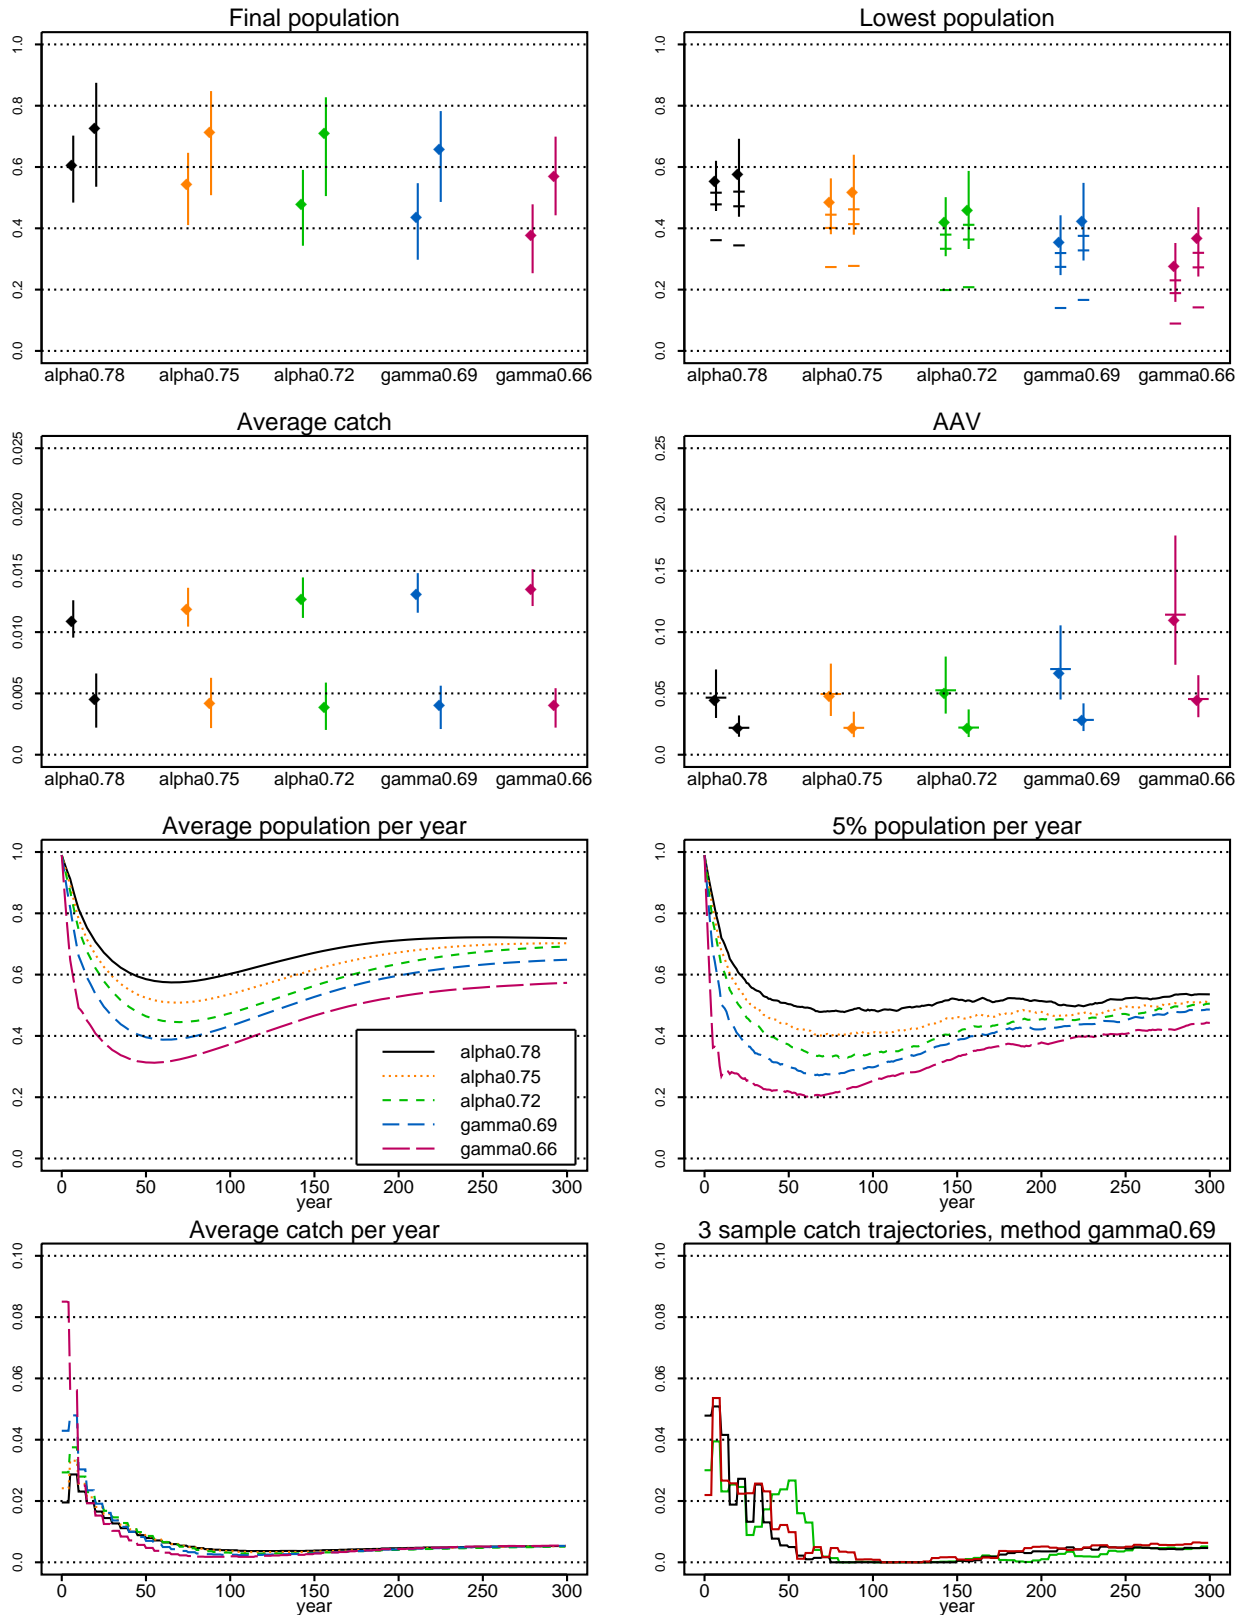 Final population
1.0
0.8
0.6
0.4
0.2
0.0
alpha0.78 alpha0.75 alpha0.72 gamma0.69 gamma0.66
Lowest population
1.0
0.8
0.6
0.4
0.2
0.0
alpha0.78 alpha0.75 alpha0.72 gamma0.69 gamma0.66
Average catch
0.025
0.020
0.015
0.010
0.005
0.0
alpha0.78 alpha0.75 alpha0.72 gamma0.69 gamma0.66
AAV
0.25
0.20
0.15
0.10
0.05
0.0
alpha0.78 alpha0.75 alpha0.72 gamma0.69 gamma0.66
Average population per year
1.0
0.8
0.6
0.4
0.2
0.0
alpha0.78
alpha0.75
alpha0.72
gamma0.69
gamma0.66
0 50 100 150 200 250 300
year
5% population per year
1.0
0.8
0.6
0.4
0.2
0.0
0 50 100 150 200 250 300
year
Average catch per year
0.10
0.08
0.06
0.04
0.02
0.0
0 50 100 150 200 250 300
year
3 sample catch trajectories, method gamma0.69
0.10
0.08
0.06
0.04
0.02
0.0
0 50 100 150 200 250 300
year